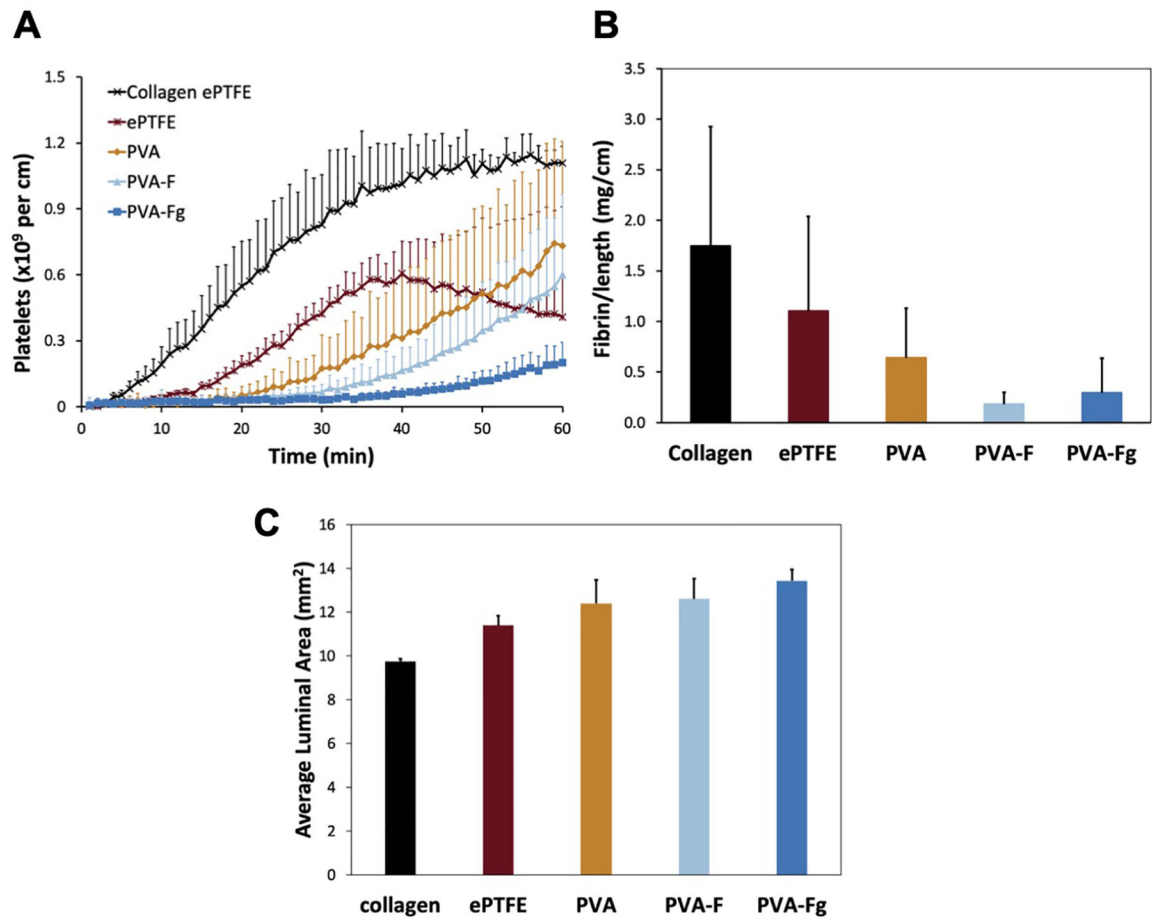 A
Platelets (x10⁹ per cm)
1.5
1.2
0.9
0.6
0.3
0
Collagen ePTFE
ePTFE
PVA
PVA-F
PVA-Fg
0 10 20 30 40 50 60
Time (min)
B
Fibrin/length (mg/cm)
3.5
3.0
2.5
2.0
1.5
1.0
0.5
0.0
Collagen ePTFE PVA PVA-F PVA-Fg
C
Average Luminal Area (mm²)
16
14
12
10
8
6
4
2
0
collagen ePTFE PVA PVA-F PVA-Fg